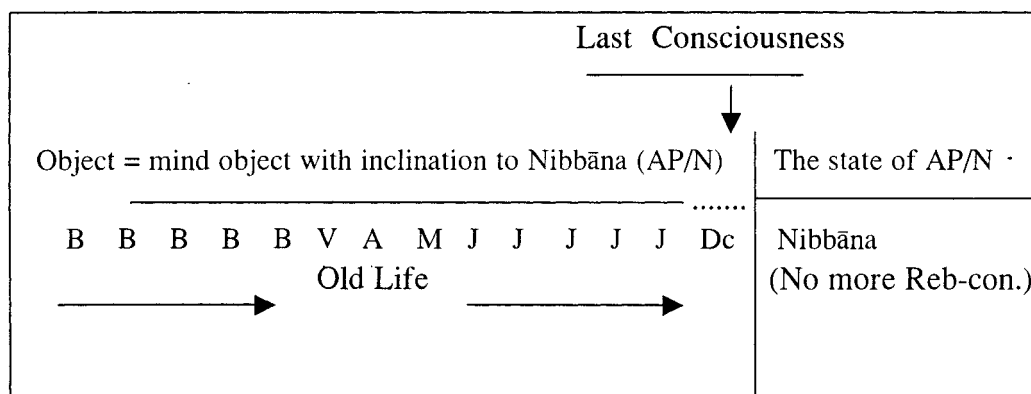 Last Consciousness
Object = mind object with inclination to Nibbāna (AP/N)
The state of AP/N
B B B B B V A M J J J J J Dc
Nibbāna
Old Life
(No more Reb-con.)